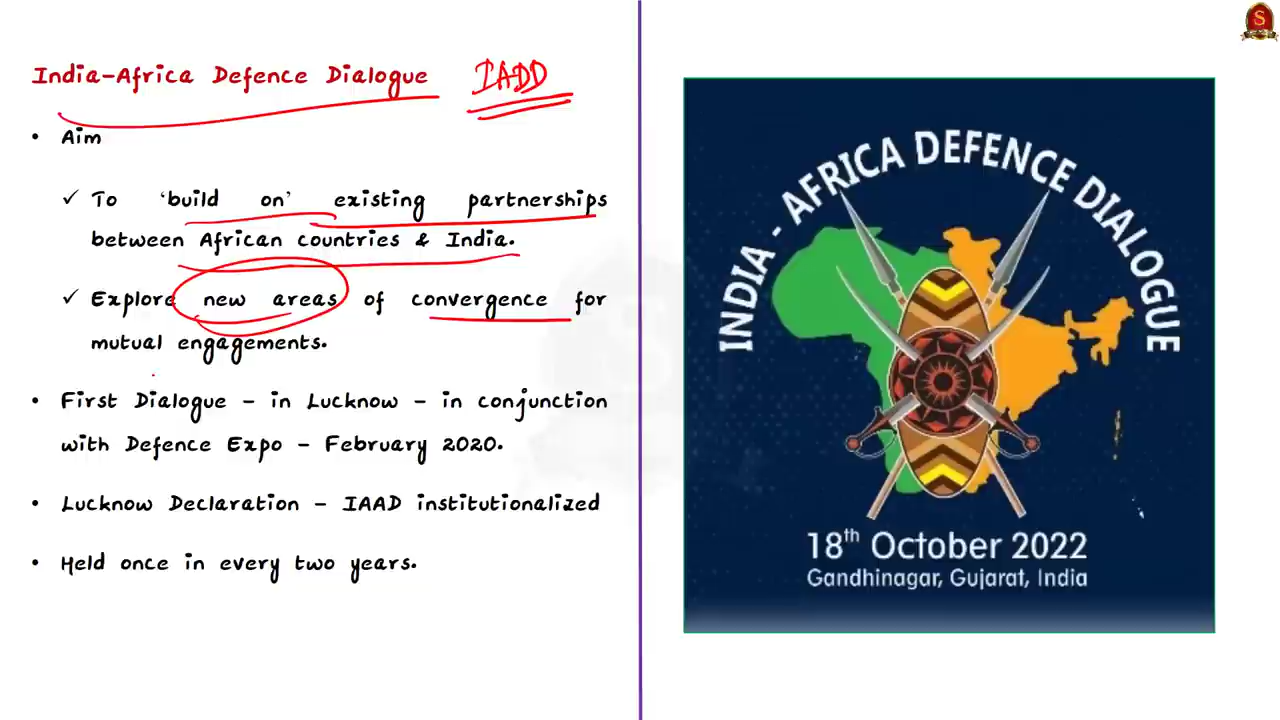 India-Africa Defence Dialogue IADD
• Aim
✓ To ‘build on’ existing partnerships
between African countries & India.
✓ Explore new areas of convergence for
mutual engagements.
• First Dialogue - in Lucknow - in conjunction
with Defence Expo - February 2020.
• Lucknow Declaration - IAAD institutionalized
• Held once in every two years.
INDIA - AFRICA DEFENCE DIALOGUE
18th October 2022
Gandhinagar, Gujarat, India
S